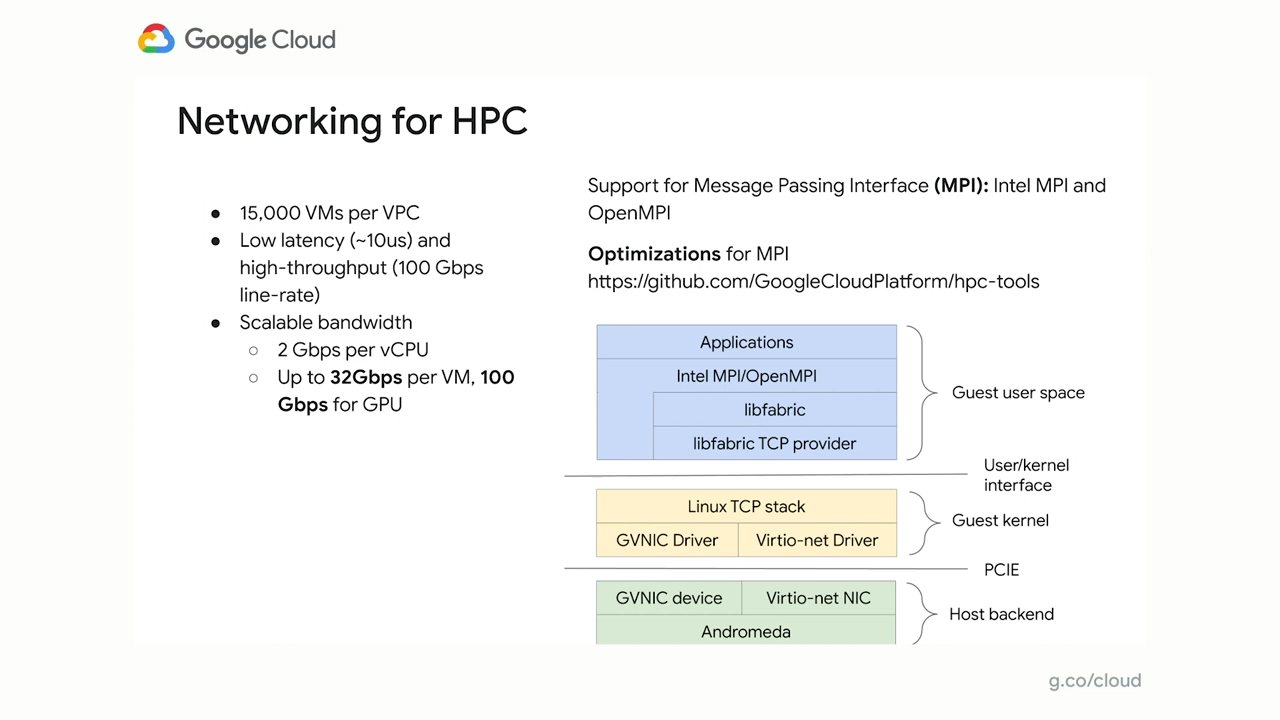 Google Cloud
Networking for HPC
● 15,000 VMs per VPC
● Low latency (~10us) and
high-throughput (100 Gbps
line-rate)
● Scalable bandwidth
○ 2 Gbps per vCPU
○ Up to 32Gbps per VM, 100
Gbps for GPU
Support for Message Passing Interface (MPI): Intel MPI and
OpenMPI
Optimizations for MPI
https://github.com/GoogleCloudPlatform/hpc-tools
Applications
Intel MPI/OpenMPI
libfabric
libfabric TCP provider
Guest user space
User/kernel
interface
Linux TCP stack
GVNIC Driver
Virtio-net Driver
Guest kernel
PCIE
GVNIC device
Virtio-net NIC
Andromeda
Host backend
g.co/cloud